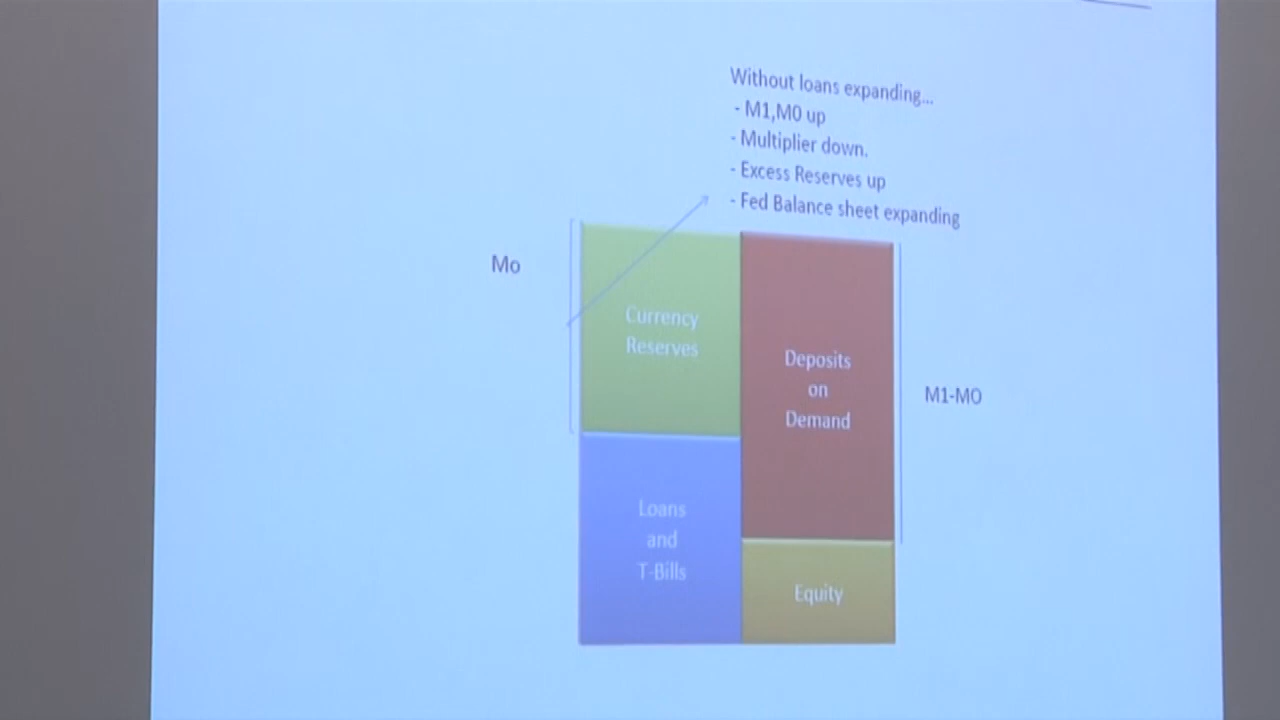 Without loans expanding...
- M1,M0 up
- Multiplier down.
- Excess Reserves up
- Fed Balance sheet expanding
Mo
Currency
Reserves
Deposits
on
Demand
M1-M0
Loans
and
T-Bills
Equity